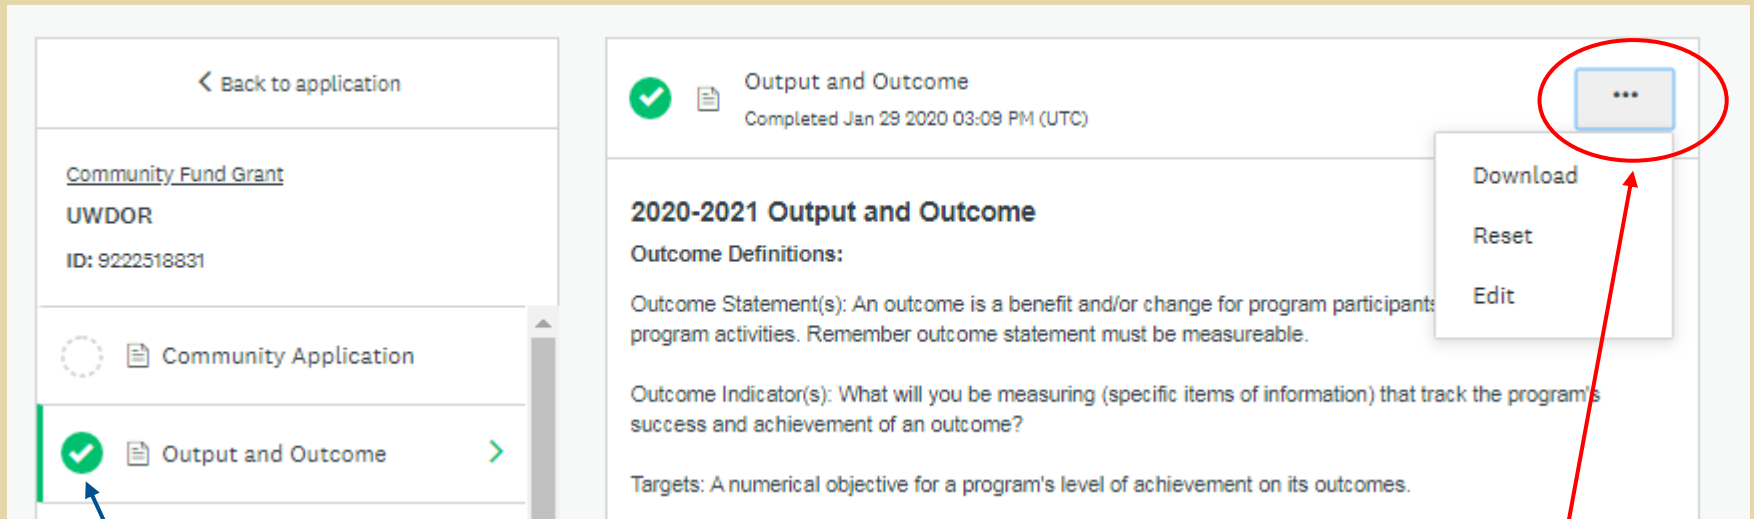 Back to application
Community Fund Grant
UWDOR
ID: 9222518831
Community Application
Output and Outcome
Output and Outcome
Completed Jan 29 2020 03:09 PM (UTC)
•••
Download
Reset
Edit
2020-2021 Output and Outcome
Outcome Definitions:
Outcome Statement(s): An outcome is a benefit and/or change for program participants
program activities. Remember outcome statement must be measureable.
Outcome Indicator(s): What will you be measuring (specific items of information) that track the program's
success and achievement of an outcome?
Targets: A numerical objective for a program's level of achievement on its outcomes.